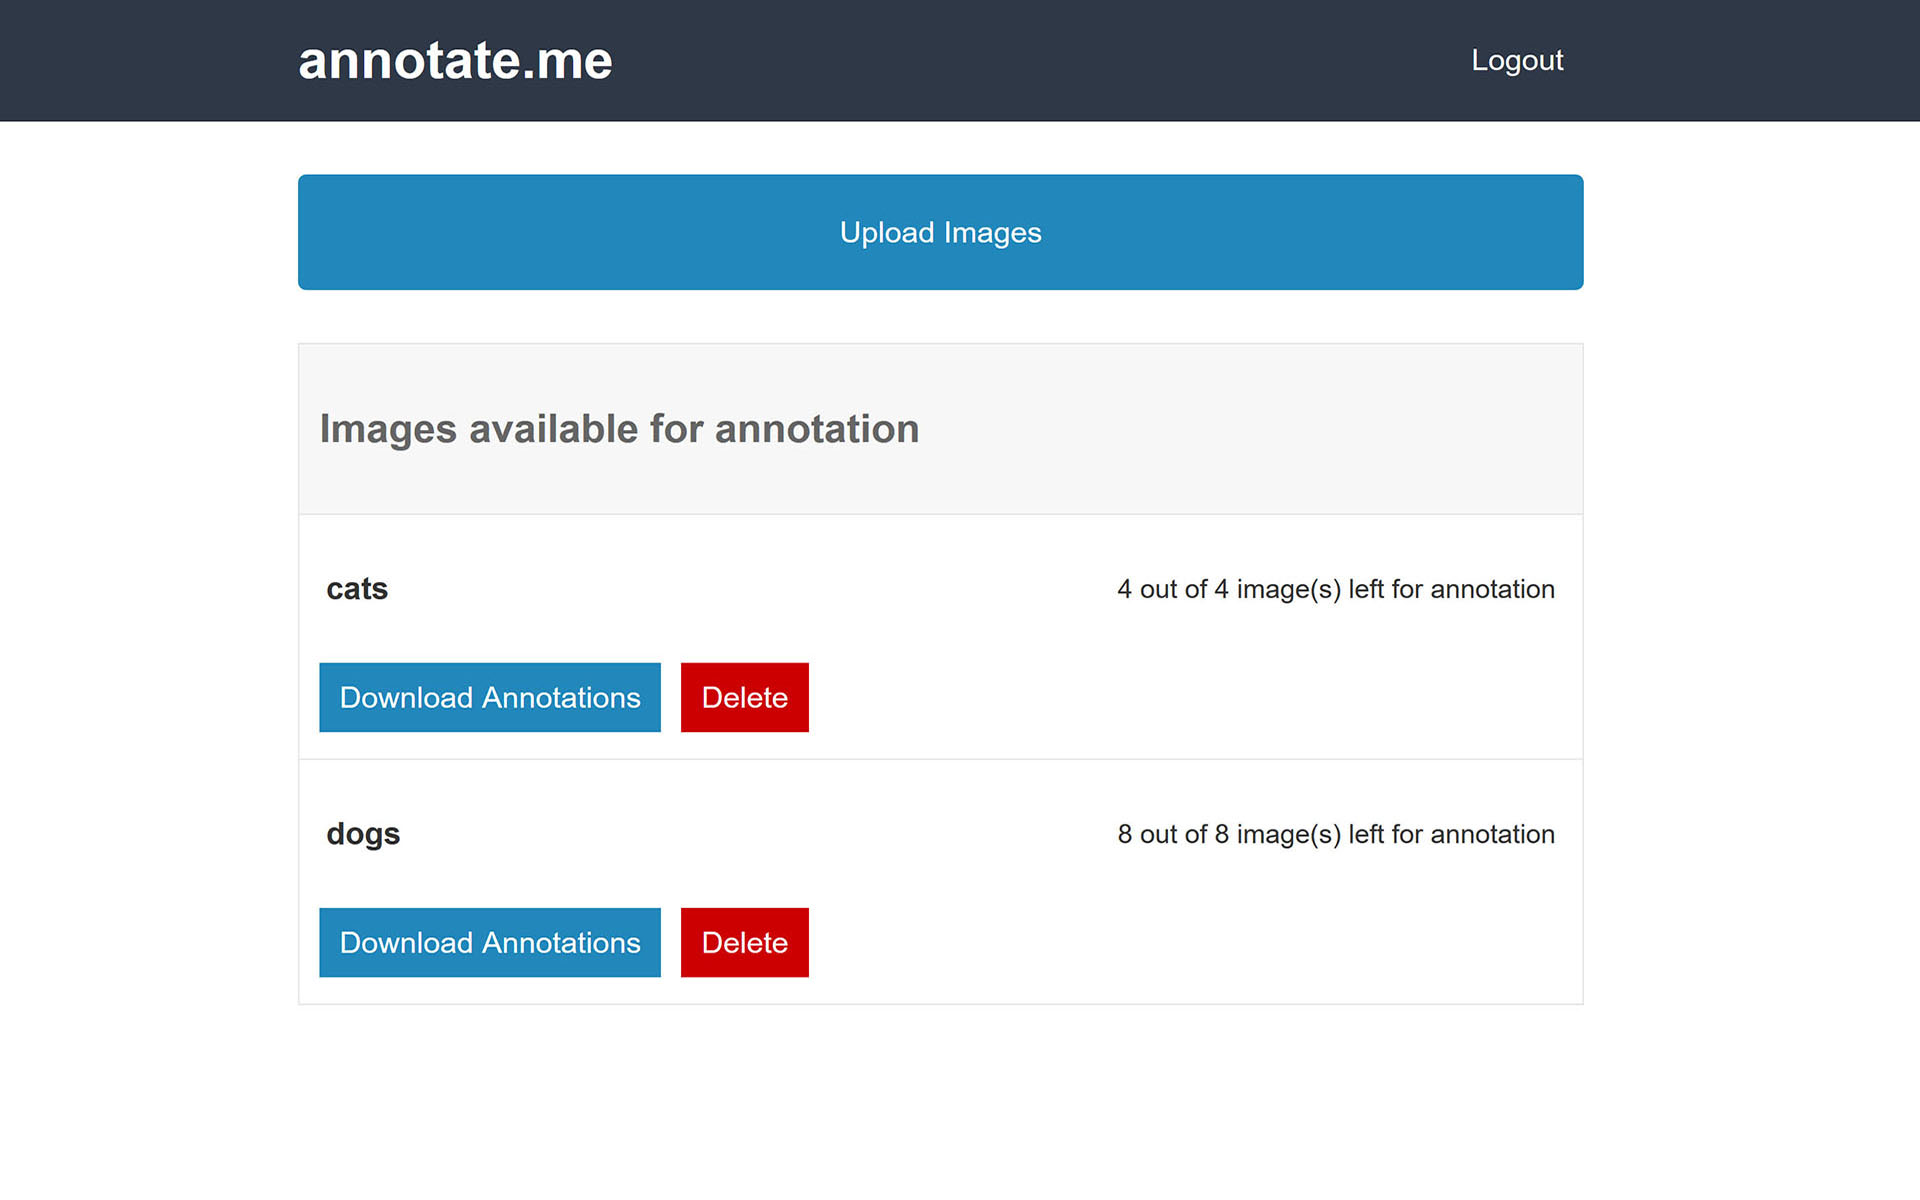 annotate.me
Logout
Upload Images
Images available for annotation
cats
4 out of 4 image(s) left for annotation
Download Annotations
Delete
dogs
8 out of 8 image(s) left for annotation
Download Annotations
Delete